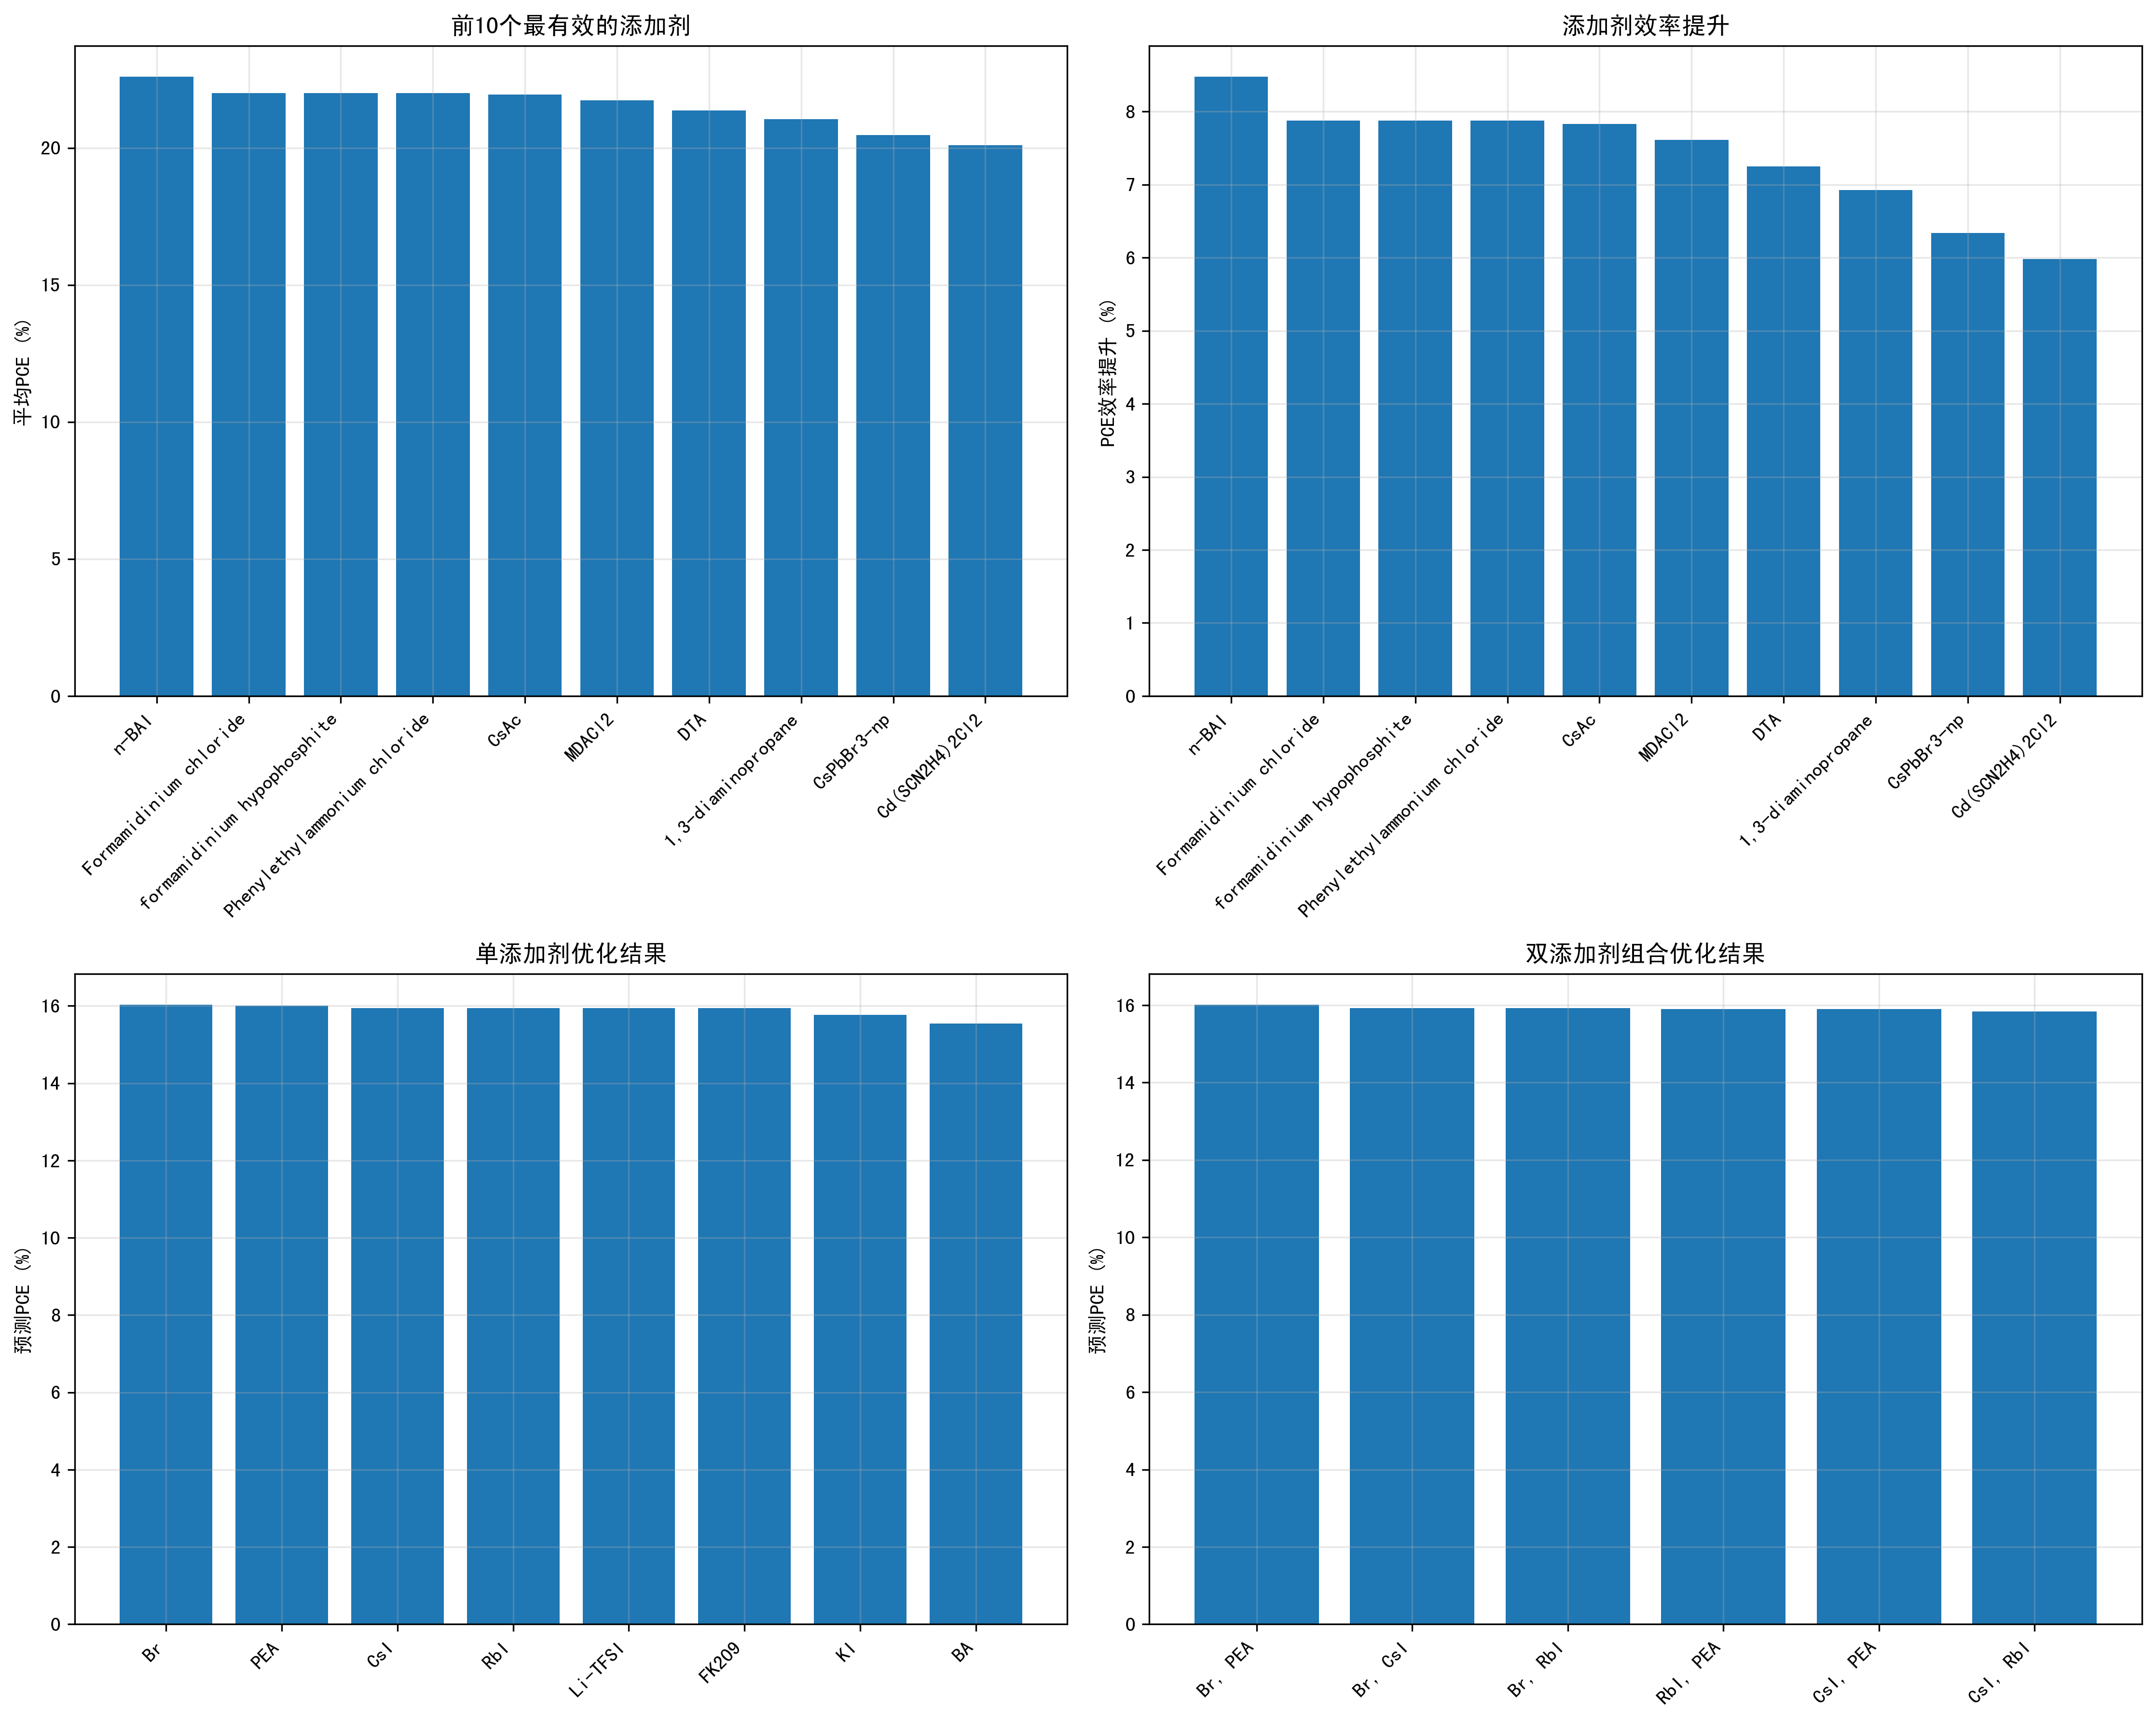 前10个最有效的添加剂
平均PCE (%)
20
15
10
5
0
n-BAI
Formamidinium chloride
formamidinium hypophosphite
Phenylethylammonium chloride
CsAc
MDACl2
DTA
1,3-diaminopropane
CsPbBr3-np
Cd(SCN2H4)2Cl2
添加剂效率提升
PCE效率提升 (%)
8
7
6
5
4
3
2
1
0
n-BAI
Formamidinium chloride
formamidinium hypophosphite
Phenylethylammonium chloride
CsAc
MDACl2
DTA
1,3-diaminopropane
CsPbBr3-np
Cd(SCN2H4)2Cl2
单添加剂优化结果
预测PCE (%)
16
14
12
10
8
6
4
2
0
Br
PEA
CsI
RbI
Li-TFSI
FK209
KI
BA
双添加剂组合优化结果
预测PCE (%)
16
14
12
10
8
6
4
2
0
Br, PEA
Br, CsI
Br, RbI
RbI, PEA
CsI, PEA
CsI, RbI